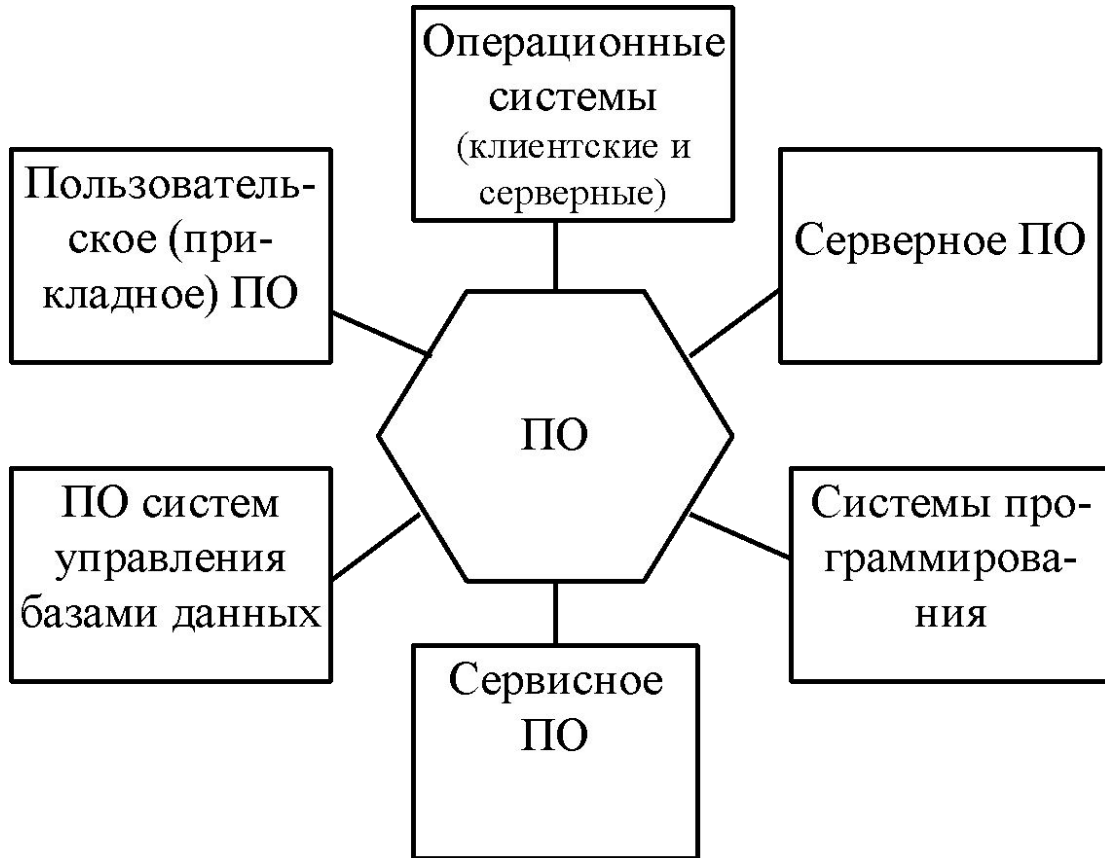 Операционные
системы
(клиентские и
серверные)
Пользователь-
ское (при-
кладное) ПО
Серверное ПО
ПО
ПО систем
управления
базами данных
Системы про-
граммирова-
ния
Сервисное
ПО